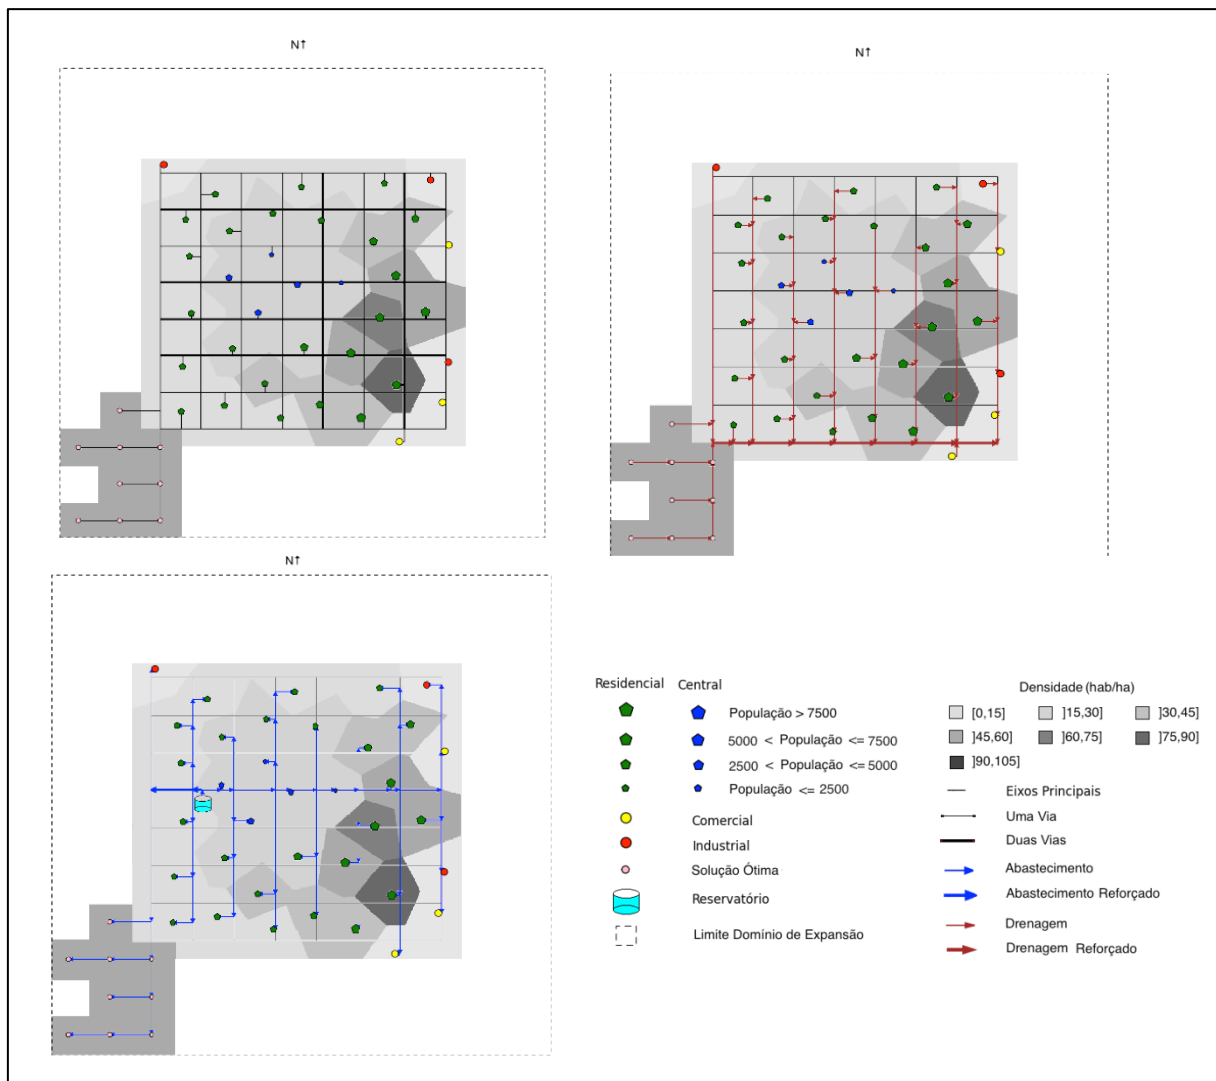 N↑
N↑
N↑
Residencial
Central
População > 7500
5000 < População <= 7500
2500 < População <= 5000
População <= 2500
Comercial
Industrial
Solução Ótima
Reservatório
Limite Domínio de Expansão
Densidade (hab/ha)
[0,15]
]15,30]
]30,45]
]45,60]
]60,75]
]75,90]
]90,105]
Eixos Principais
Uma Via
Duas Vias
Abastecimento
Abastecimento Reforçado
Drenagem
Drenagem Reforçado